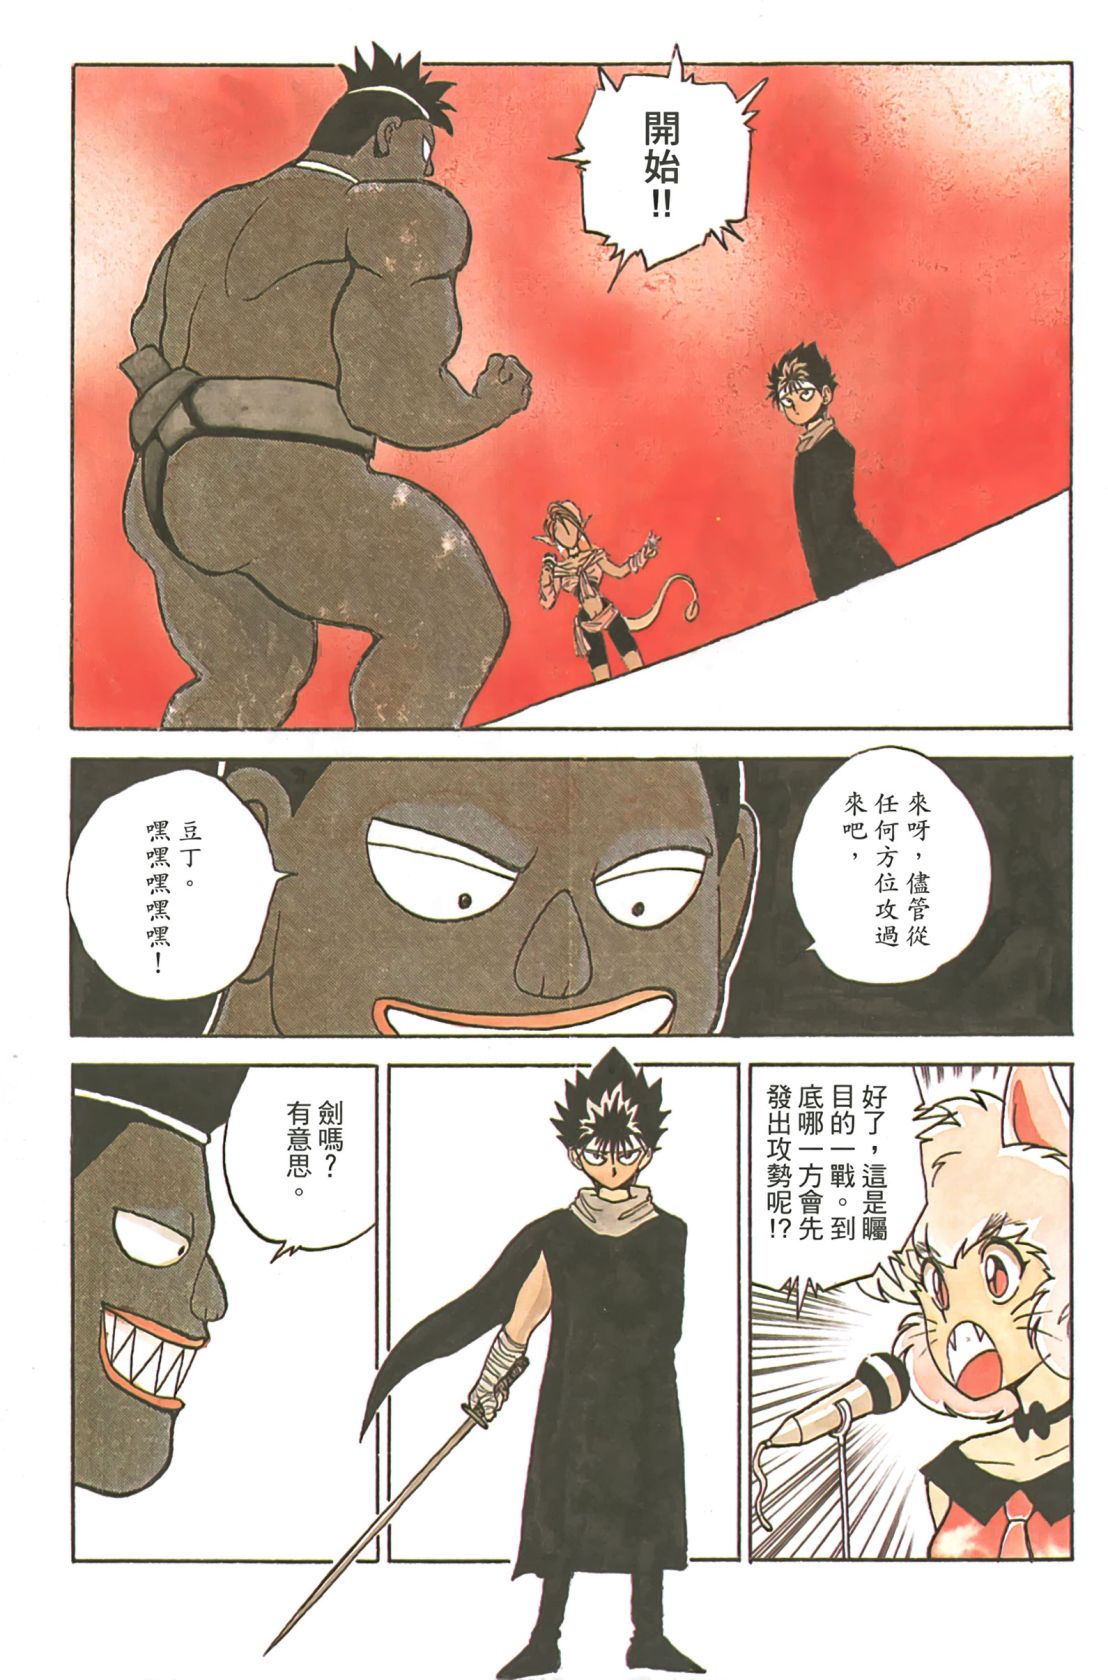 開始!!
來呀，儘管從
任何方位攻過
來吧，
豆丁。
嘿嘿嘿嘿嘿！
好了，這是矚
目的一戰。到
底哪一方會先
發出攻勢呢!?
劍嗎？
有意思。